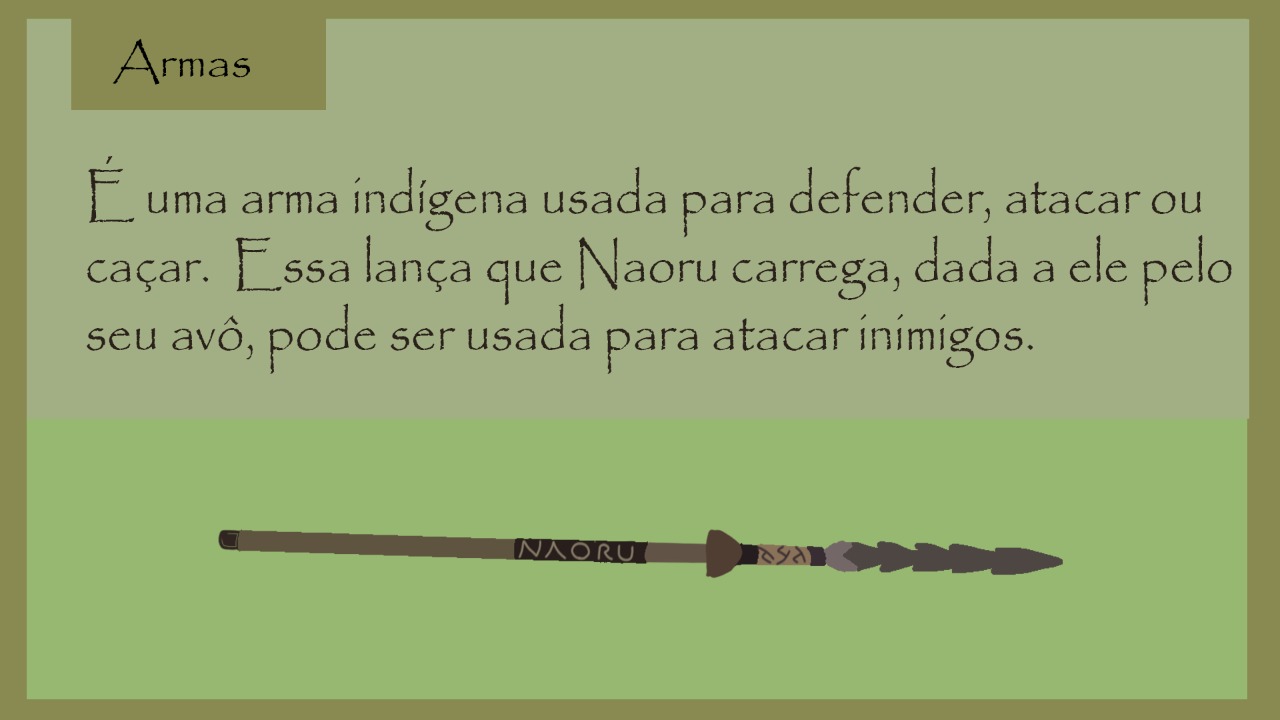 Armas
É uma arma indígena usada para defender, atacar ou
caçar. Essa lança que Naoru carrega, dada a ele pelo
seu avô, pode ser usada para atacar inimigos.
NAORU